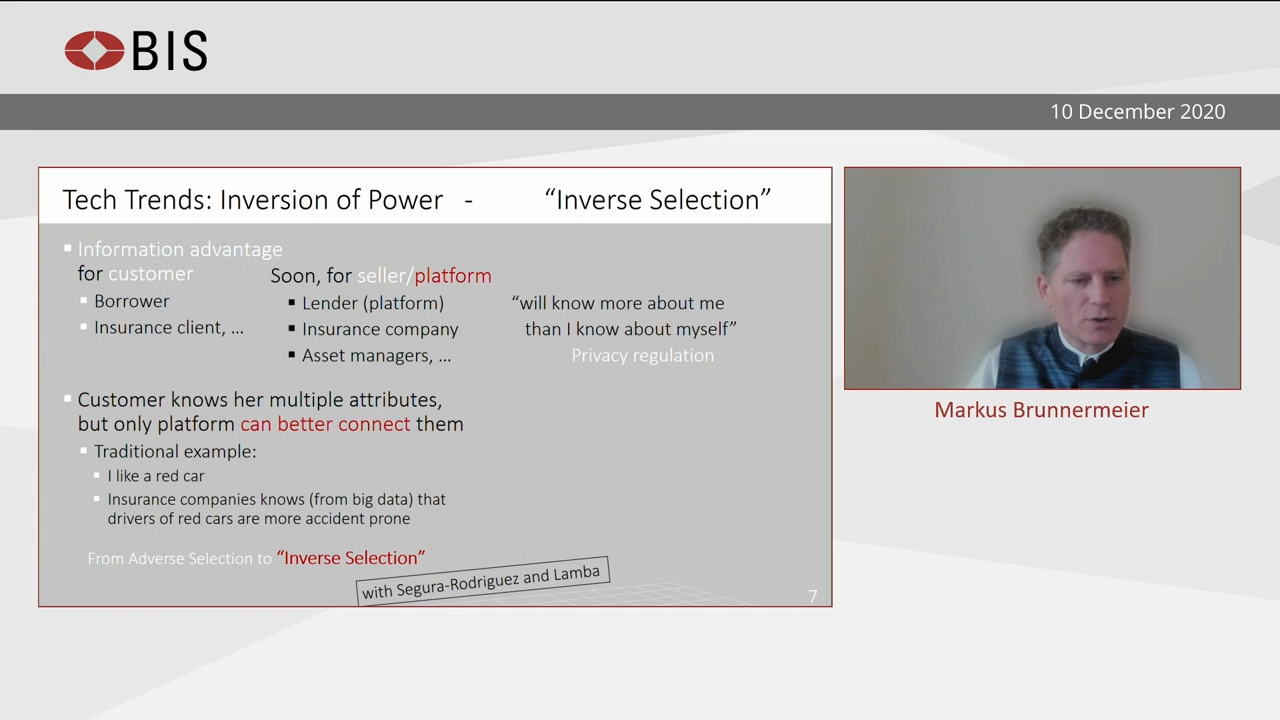 BIS
10 December 2020
Tech Trends: Inversion of Power - “Inverse Selection”
Information advantage
for customer
Borrower
Insurance client, ...
Soon, for seller/platform
Lender (platform)
Insurance company
Asset managers, ...
“will know more about me
than I know about myself”
Privacy regulation
Customer knows her multiple attributes,
but only platform can better connect them
Traditional example:
I like a red car
Insurance companies knows (from big data) that
drivers of red cars are more accident prone
From Adverse Selection to “Inverse Selection”
with Segura-Rodriguez and Lamba
7
Markus Brunnermeier